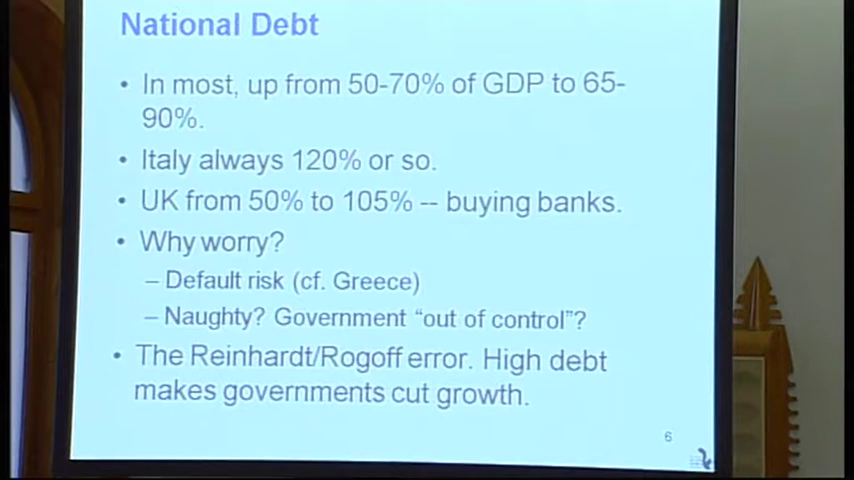 National Debt
• In most, up from 50-70% of GDP to 65-
90%.
• Italy always 120% or so.
• UK from 50% to 105% -- buying banks.
• Why worry?
– Default risk (cf. Greece)
– Naughty? Government “out of control”?
• The Reinhardt/Rogoff error. High debt
makes governments cut growth.
6